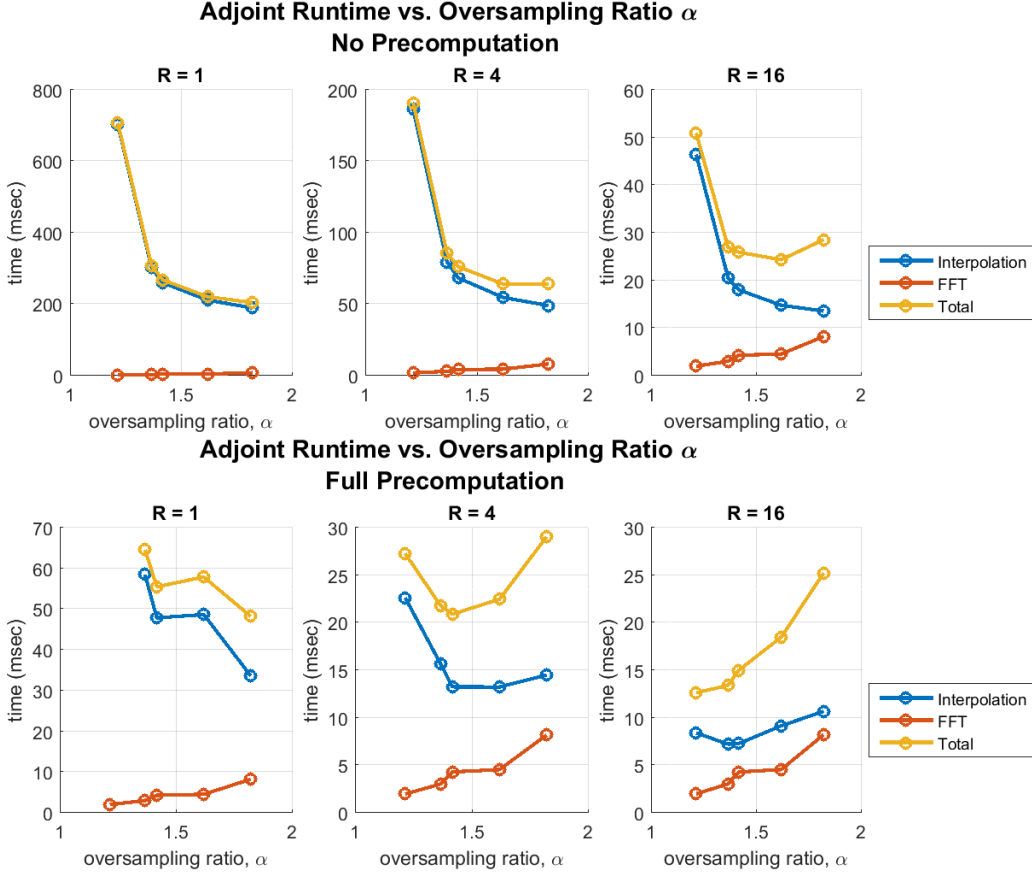 Adjoint Runtime vs. Oversampling Ratio α
No Precomputation
R = 1
R = 4
R = 16
800
600
400
200
0
time (msec)
1
1.5
2
oversampling ratio, α
200
150
100
50
0
time (msec)
1
1.5
2
oversampling ratio, α
60
50
40
30
20
10
0
time (msec)
1
1.5
2
oversampling ratio, α
Interpolation
FFT
Total
Adjoint Runtime vs. Oversampling Ratio α
Full Precomputation
R = 1
R = 4
R = 16
70
60
50
40
30
20
10
0
time (msec)
1
1.5
2
oversampling ratio, α
30
25
20
15
10
5
0
time (msec)
1
1.5
2
oversampling ratio, α
30
25
20
15
10
5
0
time (msec)
1
1.5
2
oversampling ratio, α
Interpolation
FFT
Total